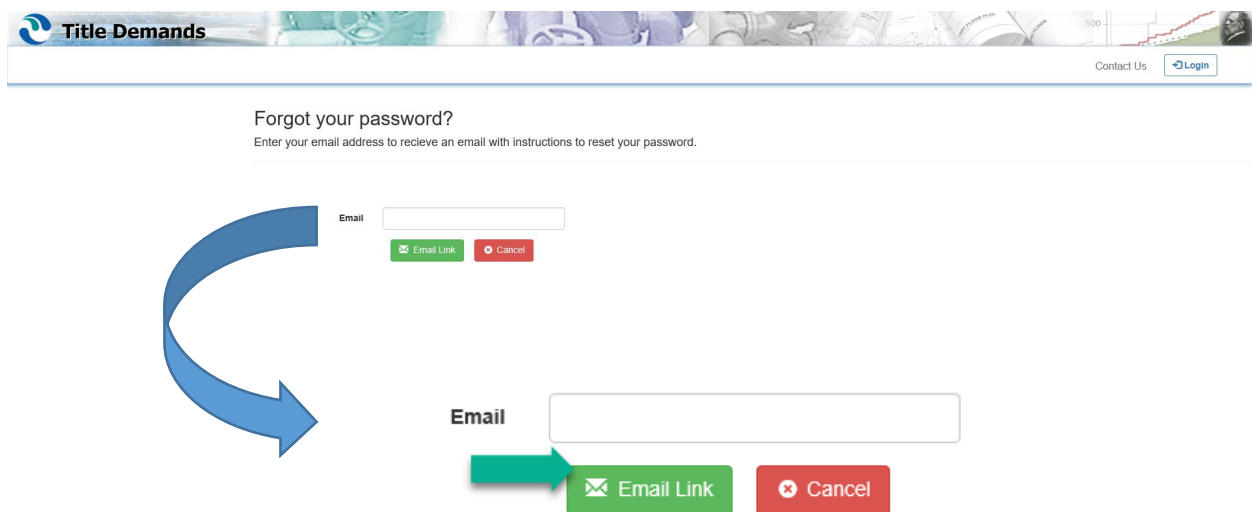 Title Demands
500
Contact Us
Login
Forgot your password?
Enter your email address to recieve an email with instructions to reset your password.
Email
Email Link
Cancel
Email
Email Link
Cancel